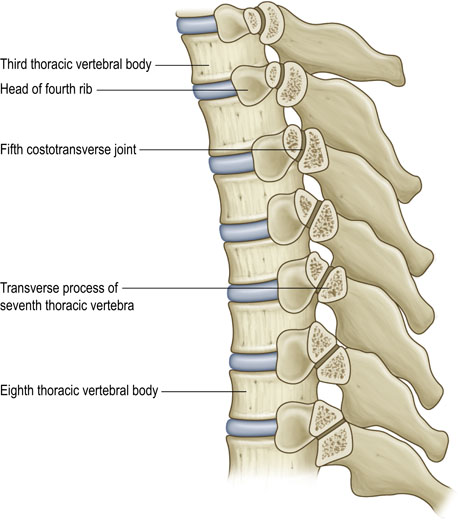 Third thoracic vertebral body
Head of fourth rib
Fifth costotransverse joint
Transverse process of
seventh thoracic vertebra
Eighth thoracic vertebral body